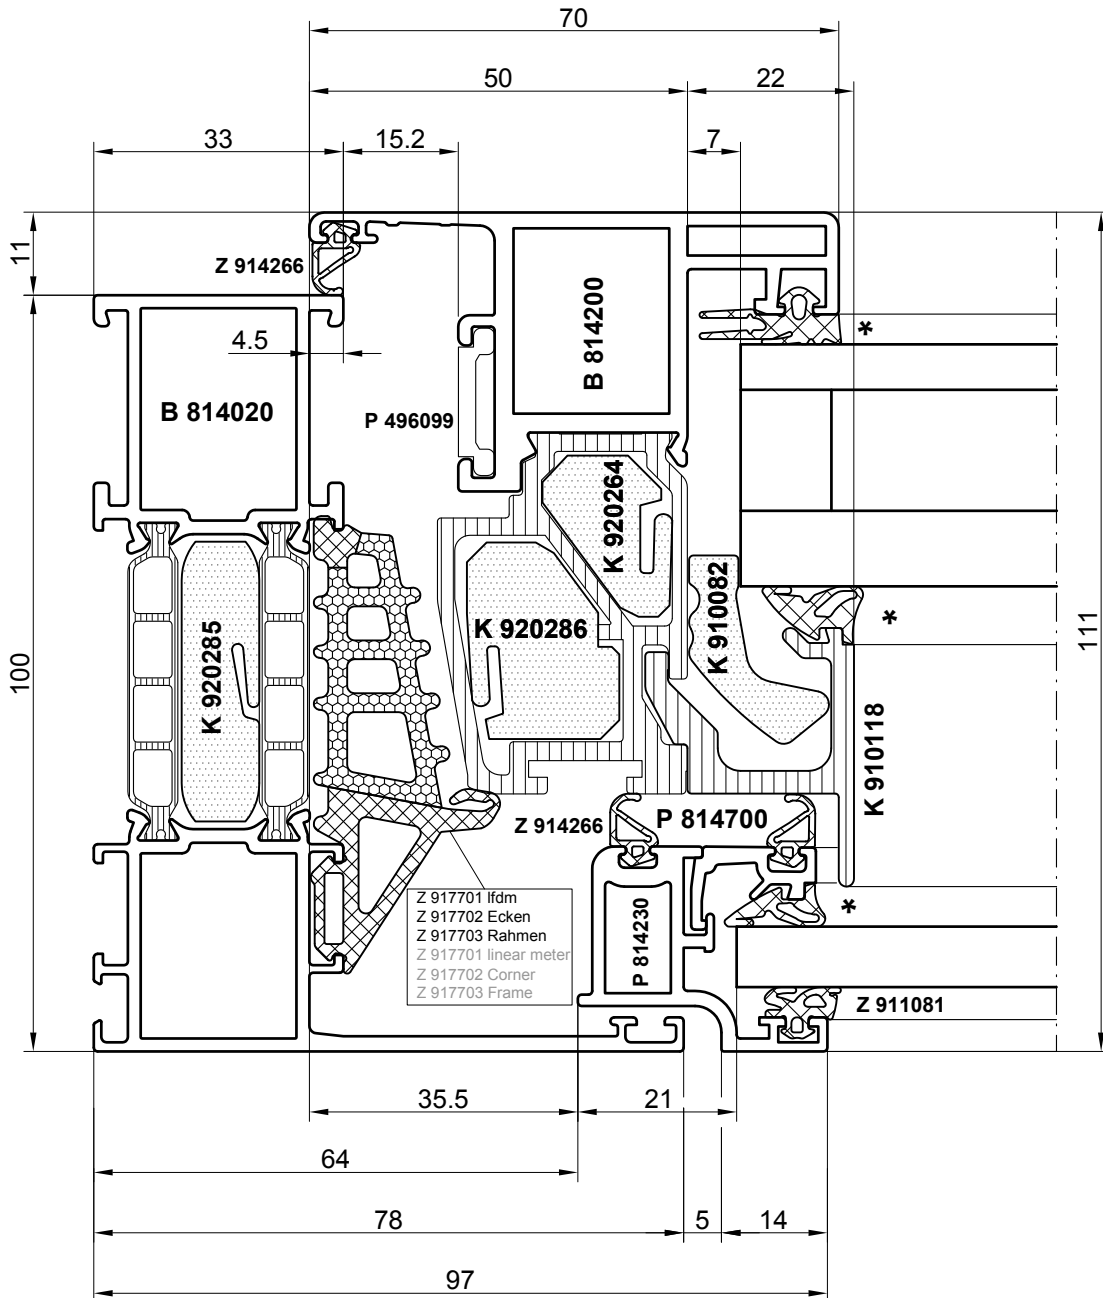 70
50
22
33
15.2
7
11
Z 914266
B 814200
*
4.5
B 814020
P 496099
K 920264
K 910082
K 920286
*
K 920285
100
111
K 910118
Z 914266
P 814700
Z 917701 lfdm
Z 917702 Ecken
Z 917703 Rahmen
Z 917701 linear meter
Z 917702 Corner
Z 917703 Frame
P 814230
*
Z 911081
35.5
21
64
78
5
14
97